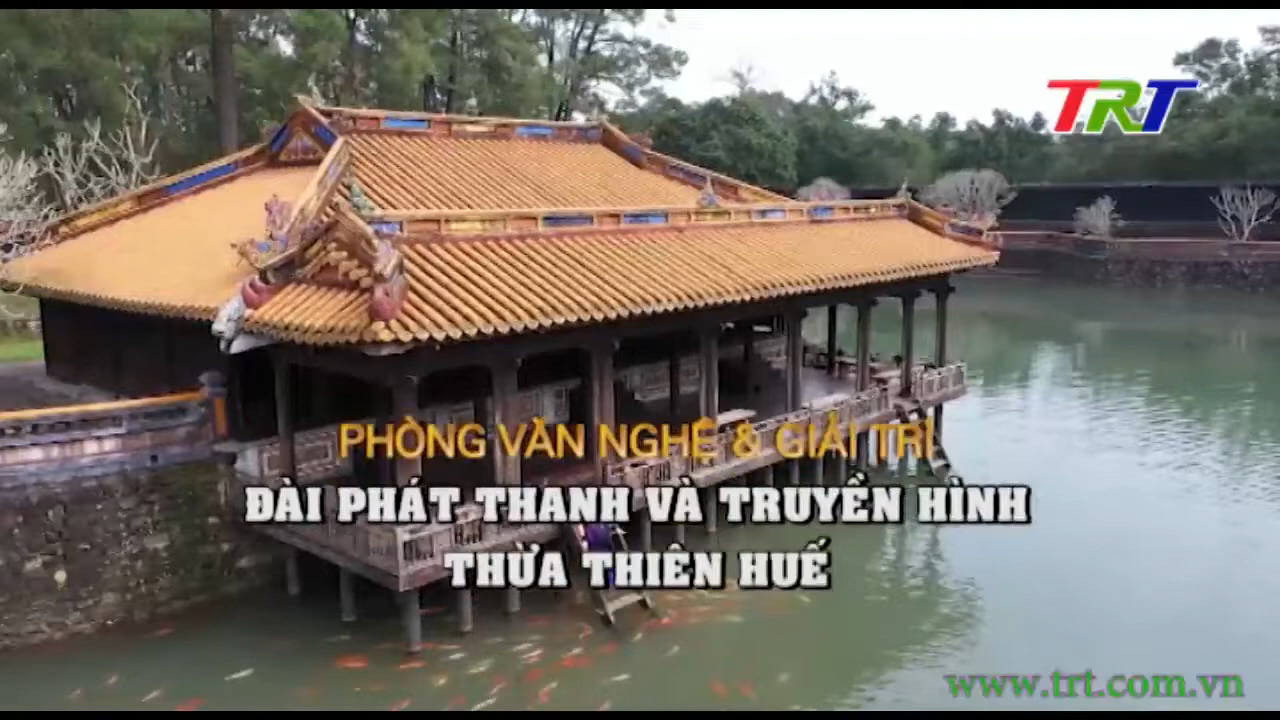 TRT
PHÒNG VĂN NGHỆ & GIẢI TRÍ
ĐÀI PHÁT THANH VÀ TRUYỀN HÌNH
THỪA THIÊN HUẾ
www.trt.com.vn